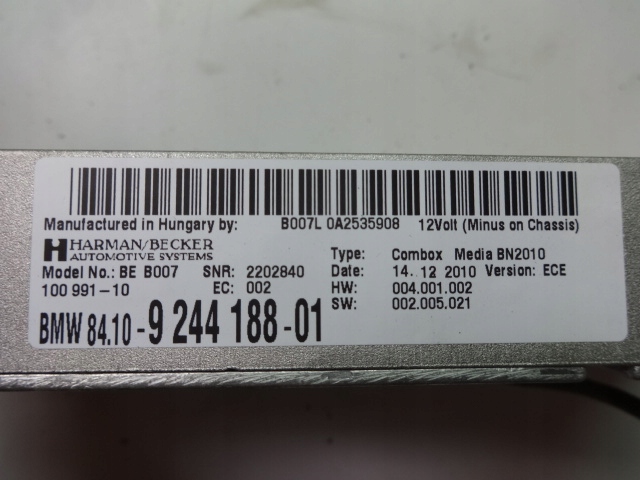 Manufactured in Hungary by: B007L 0A2535908 12Volt (Minus on Chassis)
HARMAN/BECKER
AUTOMOTIVE SYSTEMS
Type: Combox Media BN2010
Model No.: BE B007 SNR: 2202840 Date: 14. 12 2010 Version: ECE
100 991-10 EC: 002 HW: 004.001.002
SW: 002.005.021
BMW 84.10-9 244 188-01